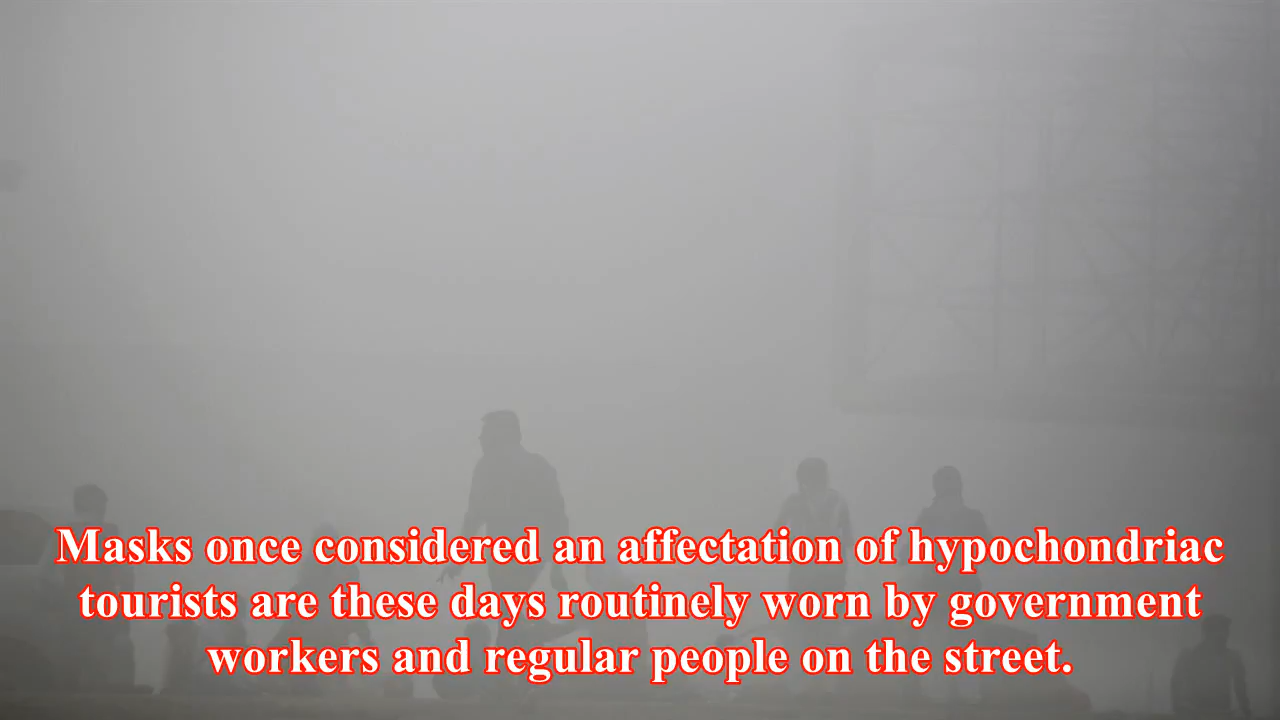 Masks once considered an affectation of hypochondriac
tourists are these days routinely worn by government
workers and regular people on the street.